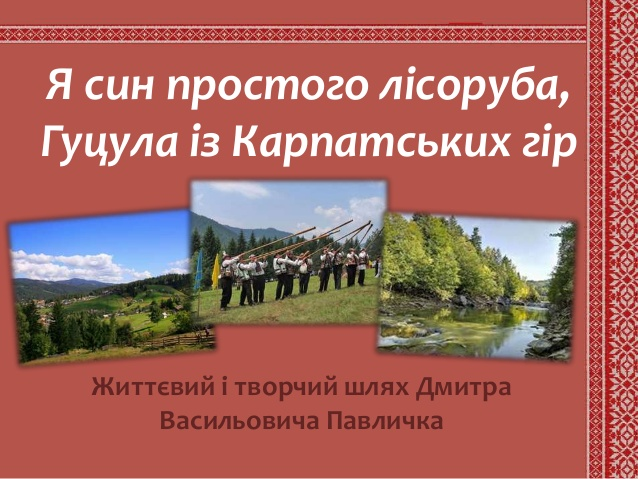 Я син простого лісоруба,
Гуцула із Карпатських гір
Життєвий і творчий шлях Дмитра
Васильовича Павличка